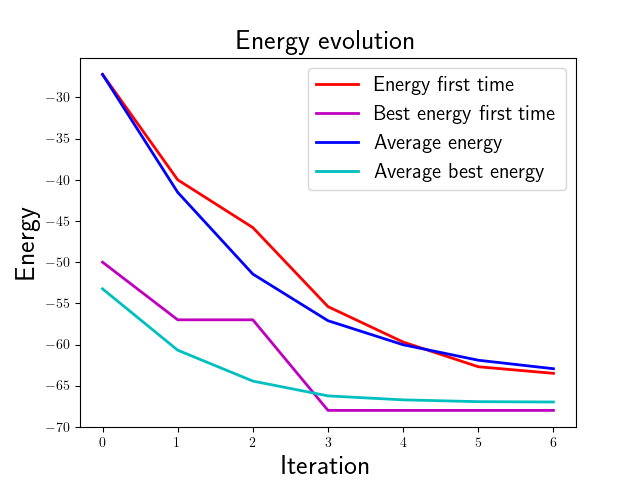 Energy evolution
Energy first time
Best energy first time
Average energy
Average best energy
Energy
−30
−35
−40
−45
−50
−55
−60
−65
−70
0 1 2 3 4 5 6
Iteration